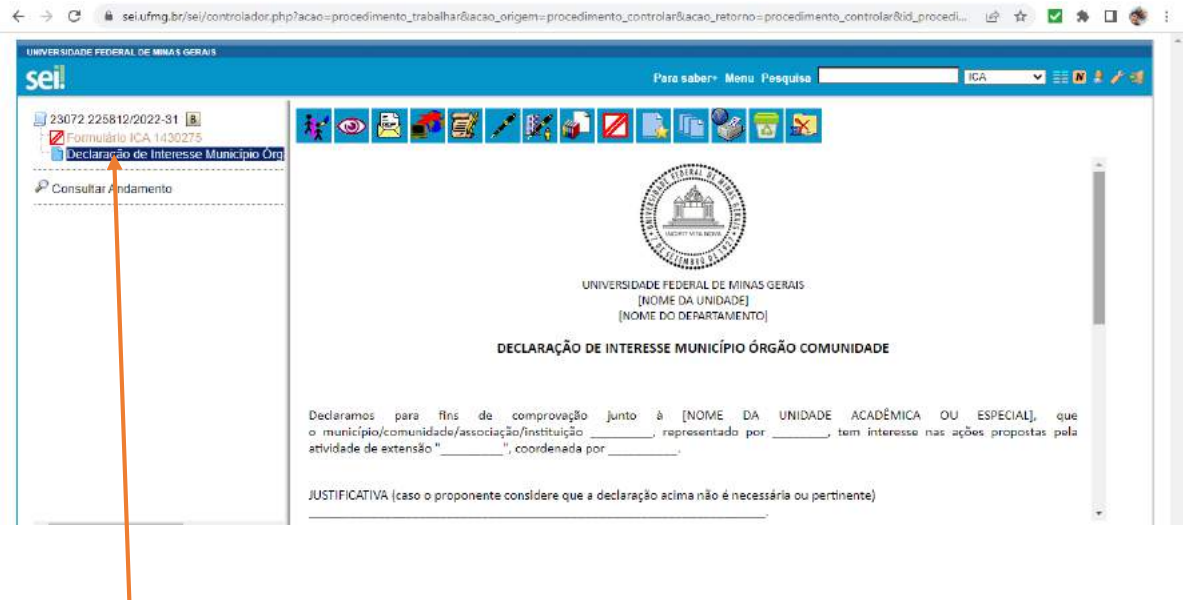 sei.ufmg.br/sei/controlador.php?acao=procedimento_trabalhar&acao_origem=procedimento_controlar&acao_retorno=procedimento_controlar&id_procedi...
UNIVERSIDADE FEDERAL DE MINAS GERAIS
sei!
Para saber+ Menu Pesquisa
ICA
23072.225812/2022-31
Formulário ICA 1430275
Declaração de Interesse Município Órg
Consultar Andamento
UNIVERSIDADE FEDERAL DE MINAS GERAIS
[NOME DA UNIDADE]
[NOME DO DEPARTAMENTO]
DECLARAÇÃO DE INTERESSE MUNICÍPIO ÓRGÃO COMUNIDADE
Declaramos para fins de comprovação junto à [NOME DA UNIDADE ACADÊMICA OU ESPECIAL], que
o município/comunidade/associação/instituição _________, representado por ________, tem interesse nas ações propostas pela
atividade de extensão "_________", coordenada por __________.
JUSTIFICATIVA (caso o proponente considere que a declaração acima não é necessária ou pertinente)
_________________________________________________________________.